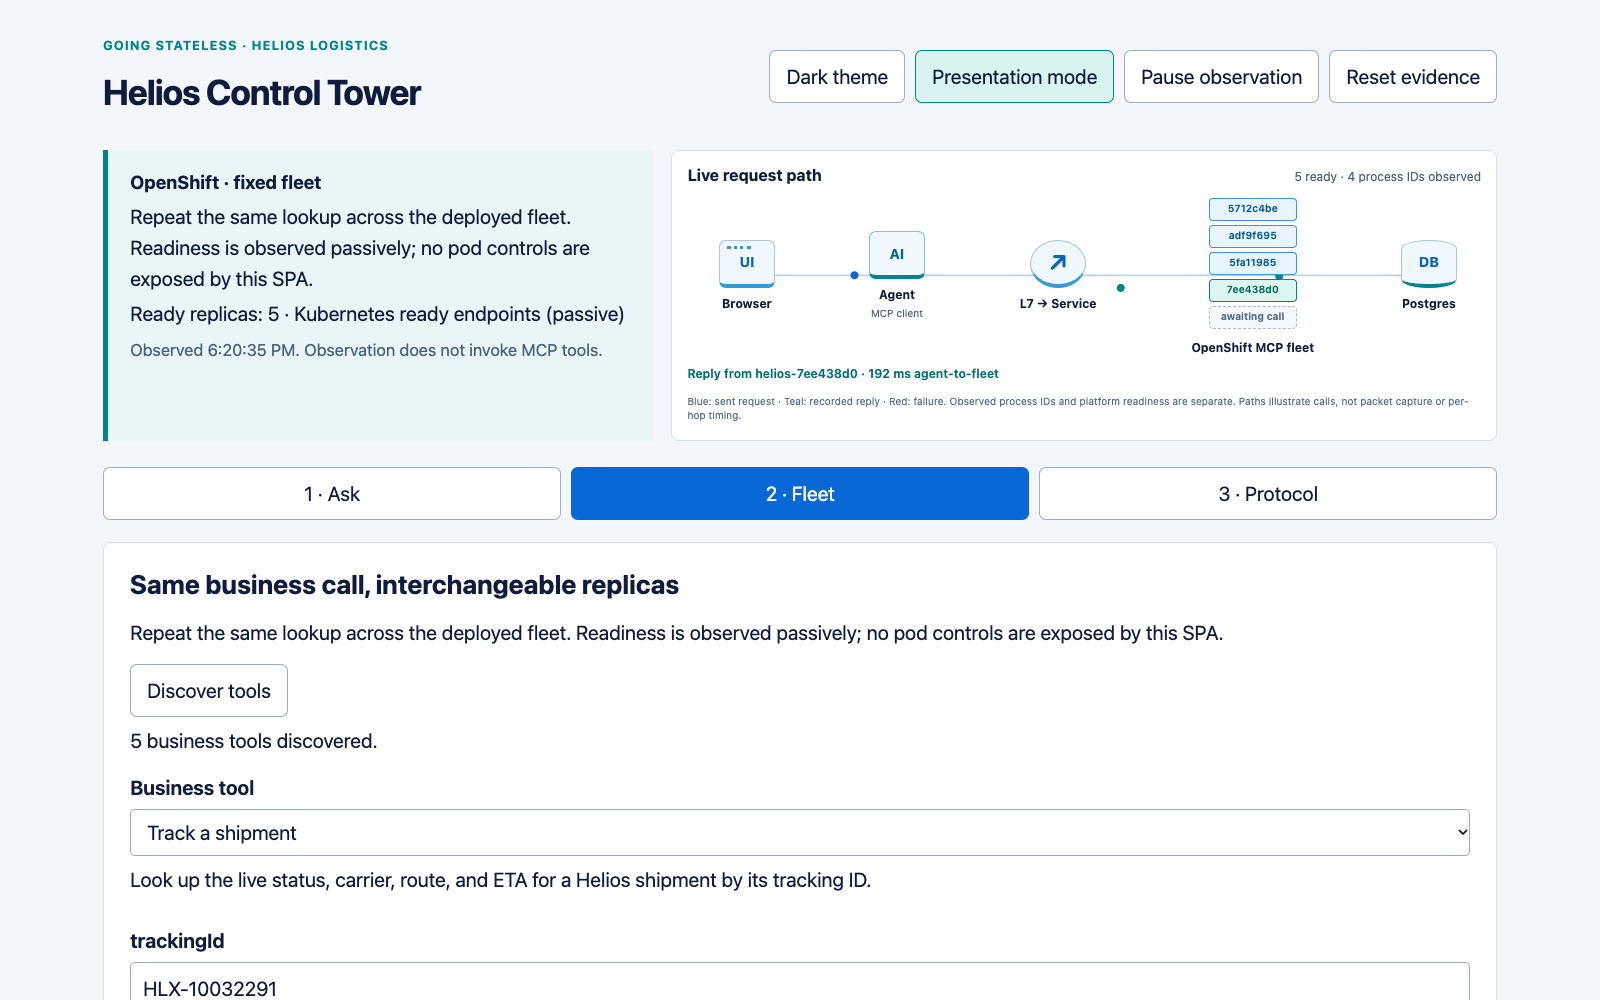 GOING STATELESS · HELIOS LOGISTICS
Helios Control Tower
Dark theme
Presentation mode
Pause observation
Reset evidence
OpenShift · fixed fleet
Repeat the same lookup across the deployed fleet.
Readiness is observed passively; no pod controls are
exposed by this SPA.
Ready replicas: 5 · Kubernetes ready endpoints (passive)
Observed 6:20:35 PM. Observation does not invoke MCP tools.
Live request path
5 ready · 4 process IDs observed
UI
Browser
AI
Agent
MCP client
L7 → Service
5712c4be
adf9f695
5fa11985
7ee438d0
awaiting call
OpenShift MCP fleet
DB
Postgres
Reply from helios-7ee438d0 · 192 ms agent-to-fleet
Blue: sent request · Teal: recorded reply · Red: failure. Observed process IDs and platform readiness are separate. Paths illustrate calls, not packet capture or per-
hop timing.
1 · Ask
2 · Fleet
3 · Protocol
Same business call, interchangeable replicas
Repeat the same lookup across the deployed fleet. Readiness is observed passively; no pod controls are exposed by this SPA.
Discover tools
5 business tools discovered.
Business tool
Track a shipment
Look up the live status, carrier, route, and ETA for a Helios shipment by its tracking ID.
trackingId
HLX-10032291